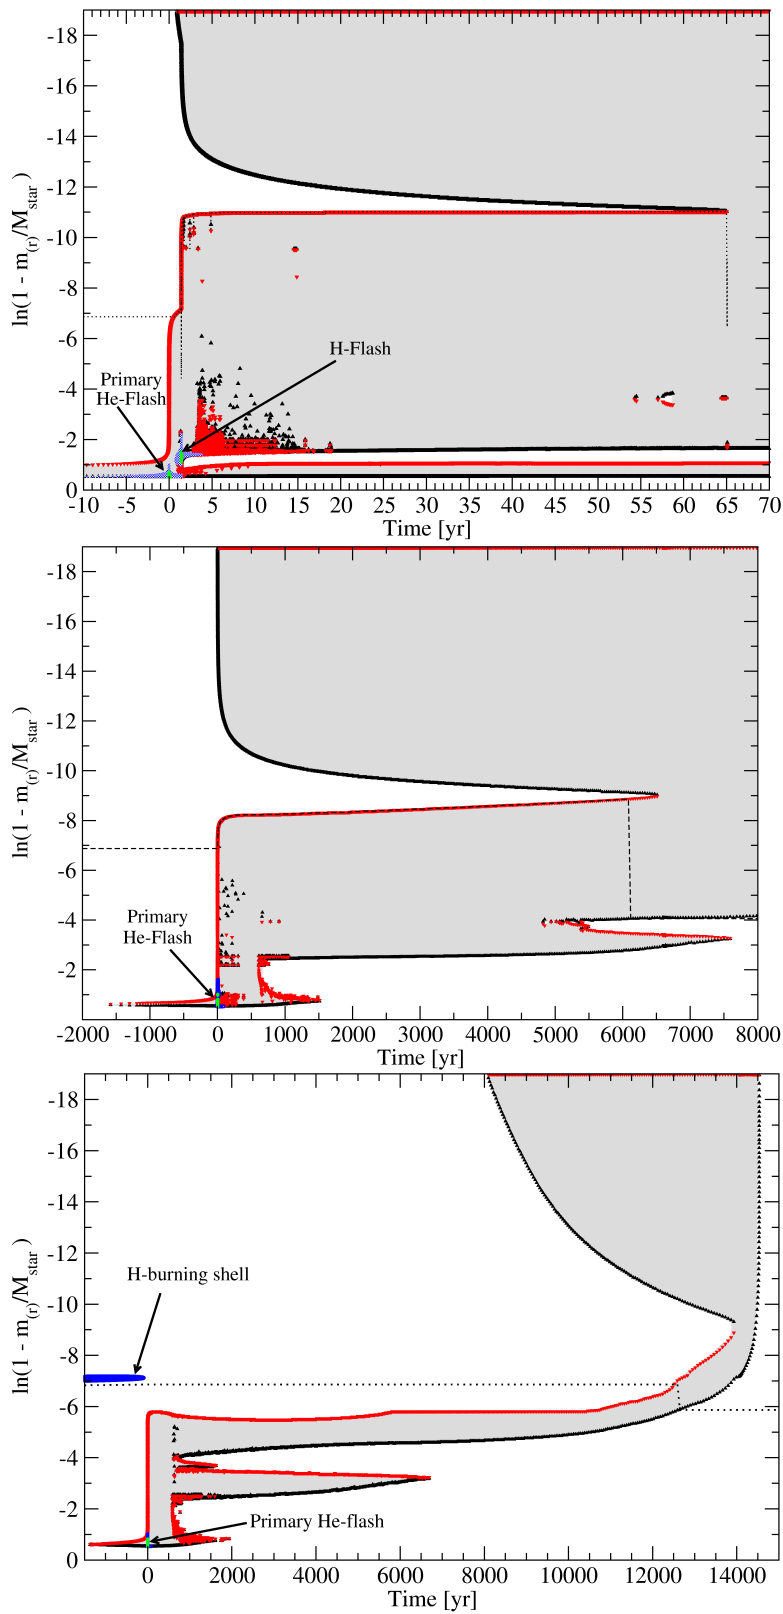 -18
-16
-14
-12
-10
-8
-6
-4
-2
0
ln(1 - m(r)/Mstar )
H-Flash
Primary
He-Flash
-10 -5 0 5 10 15 20 25 30 35 40 45 50 55 60 65 70
Time [yr]
-18
-16
-14
-12
-10
-8
-6
-4
-2
ln(1 - m(r)/Mstar )
Primary
He-Flash
-2000 -1000 0 1000 2000 3000 4000 5000 6000 7000 8000
Time [yr]
-18
-16
-14
-12
-10
-8
-6
-4
-2
0
ln(1 - m(r)/Mstar )
H-burning shell
Primary He-flash
0 2000 4000 6000 8000 10000 12000 14000
Time [yr]